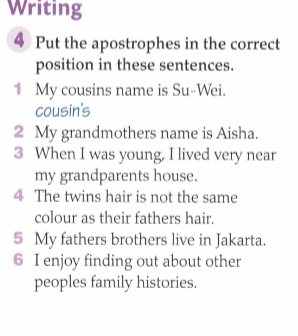 Writing
4 Put the apostrophes in the correct
position in these sentences.
1 My cousins name is Su-Wei.
cousin's
2 My grandmothers name is Aisha.
3 When I was young, I lived very near
my grandparents house.
4 The twins hair is not the same
colour as their fathers hair.
5 My fathers brothers live in Jakarta.
6 I enjoy finding out about other
peoples family histories.